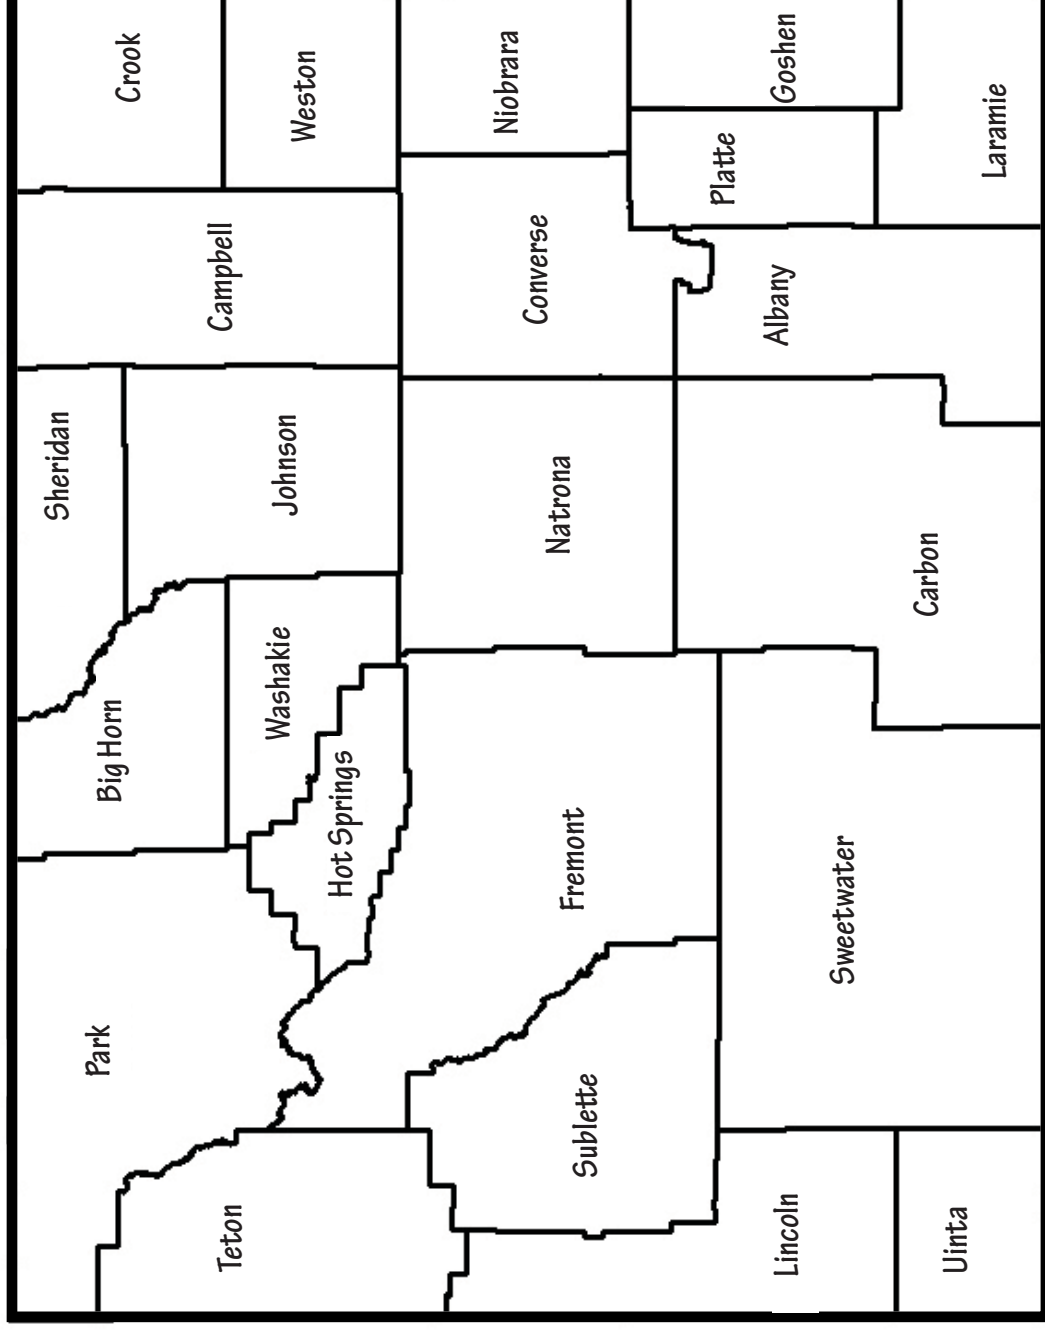 Park
Big Horn
Sheridan
Crook
Campbell
Teton
Washakie
Johnson
Weston
Hot Springs
Sublette
Fremont
Natrona
Converse
Niobrara
Lincoln
Sweetwater
Albany
Platte
Goshen
Uinta
Carbon
Laramie